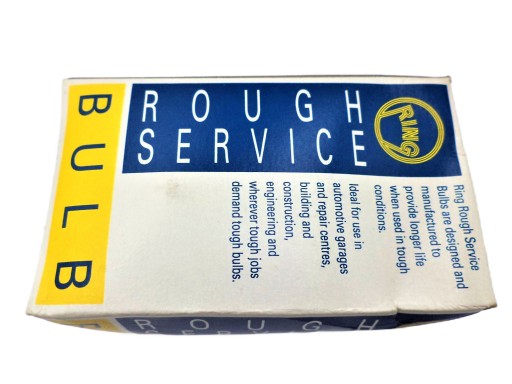 RING
ROUGH
SERVICE
BULB
Ring Rough Service
Bulbs are designed and
manufactured to
provide longer life
when used in tough
conditions.
Ideal for use in
automotive garages
and repair centres,
building and
construction,
engineering and
wherever tough jobs
demand tough bulbs.
ROUGH
SERVICE